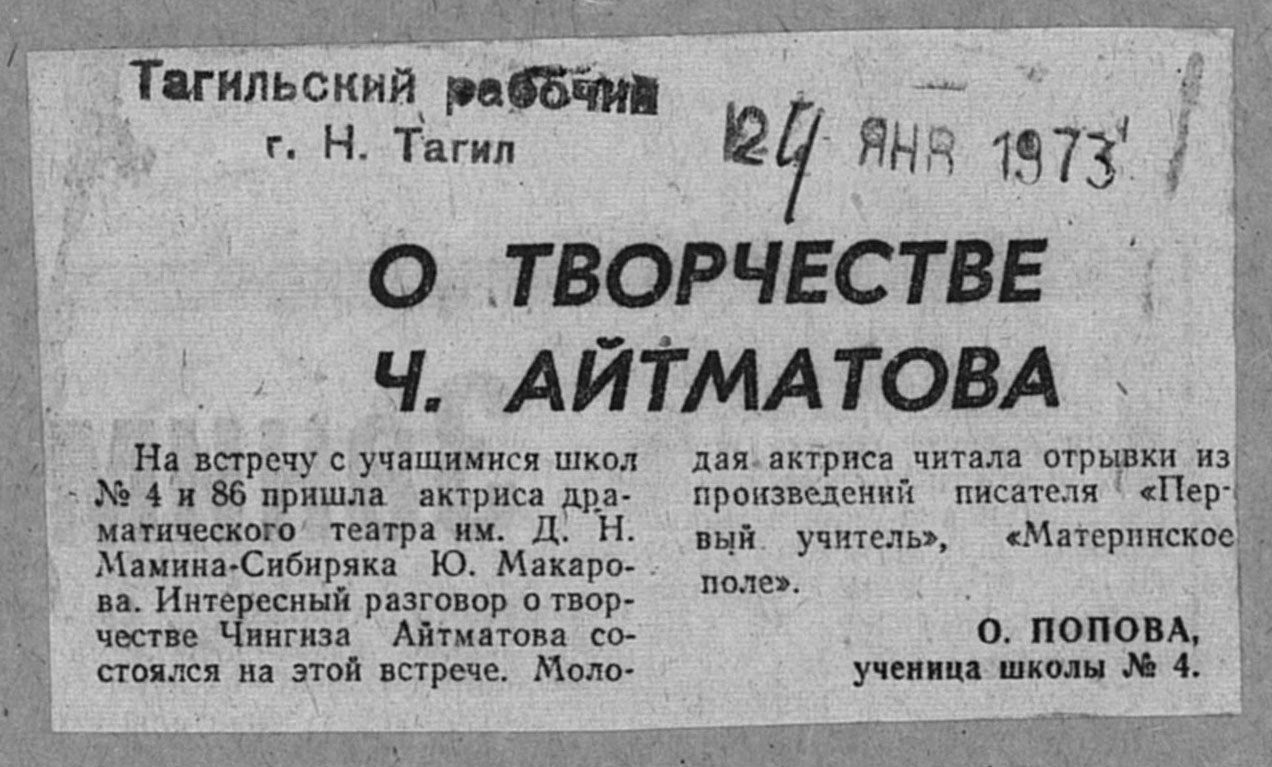 Тагильский рабочий
г. Н. Тагил
24 ЯНВ 1973
О ТВОРЧЕСТВЕ
Ч. АЙТМАТОВА
На встречу с учащимися школ
№ 4 и 86 пришла актриса дра-
матического театра им. Д. Н.
Мамина-Сибиряка Ю. Макаро-
ва. Интересный разговор о твор-
честве Чингиза Айтматова со-
стоялся на этой встрече. Моло-
дая актриса читала отрывки из
произведений писателя «Пер-
вый учитель», «Материнское
поле».
О. ПОПОВА,
ученица школы № 4.